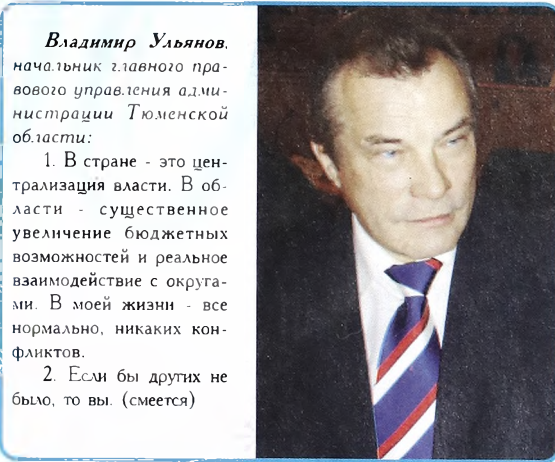 Владимир Ульянов,
начальник главного пра-
вового управления адми-
нистрации Тюменской
области:
1. В стране - это цен-
трализация власти. В об-
ласти - существенное
увеличение бюджетных
возможностей и реальное
взаимодействие с округа-
ми. В моей жизни - все
нормально, никаких кон-
фликтов.
2. Если бы других не
было, то вы. (смеется)